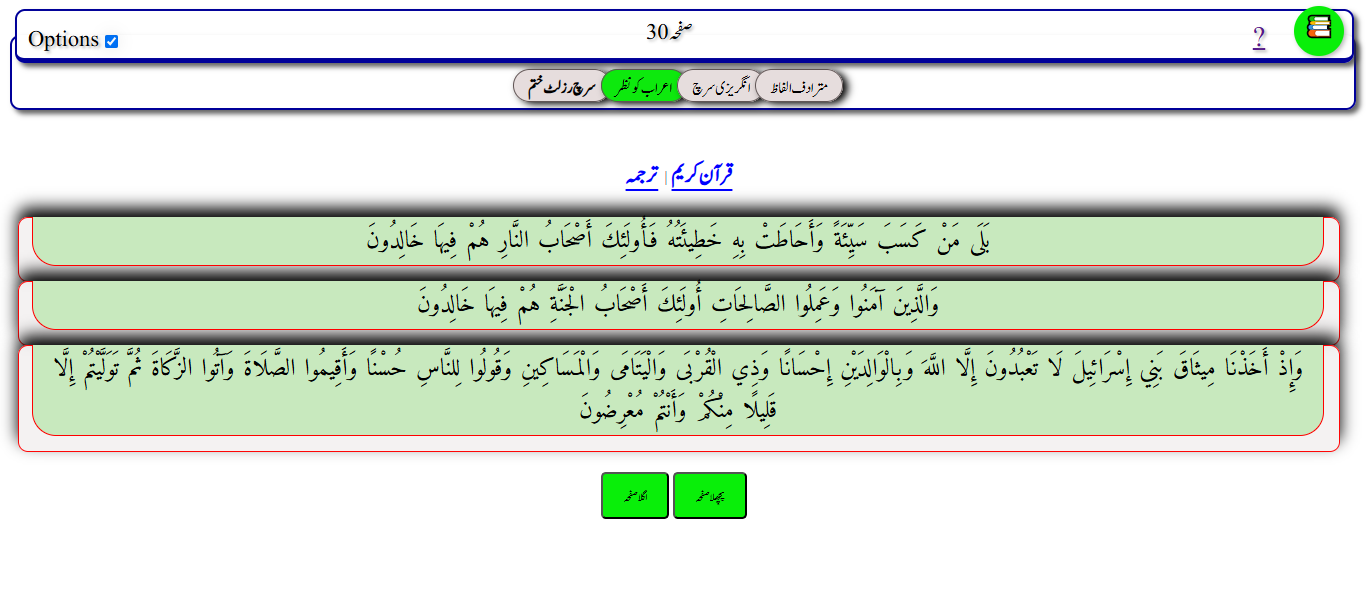 Options
صفحہ30
?
مترادف الفاظ
انگریزی سرچ
اعراب کو نظر
سرچ رزلٹ ختم
قرآن کریم | ترجمہ
بَلَى مَنْ كَسَبَ سَيِّئَةً وَأَحَاطَتْ بِهِ خَطِيئَتُهُ فَأُولَئِكَ أَصْحَابُ النَّارِ هُمْ فِيهَا خَالِدُونَ
وَالَّذِينَ آمَنُوا وَعَمِلُوا الصَّالِحَاتِ أُولَئِكَ أَصْحَابُ الْجَنَّةِ هُمْ فِيهَا خَالِدُونَ
وَإِذْ أَخَذْنَا مِيثَاقَ بَنِي إِسْرَائِيلَ لَا تَعْبُدُونَ إِلَّا اللَّهَ وَبِالْوَالِدَيْنِ إِحْسَانًا وَذِي الْقُرْبَى وَالْيَتَامَى وَالْمَسَاكِينِ وَقُولُوا لِلنَّاسِ حُسْنًا وَأَقِيمُوا الصَّلَاةَ وَآتُوا الزَّكَاةَ ثُمَّ تَوَلَّيْتُمْ إِلَّا
قَلِيلًا مِنْكُمْ وَأَنْتُمْ مُعْرِضُونَ
پچھلا صفحہ
اگلا صفحہ